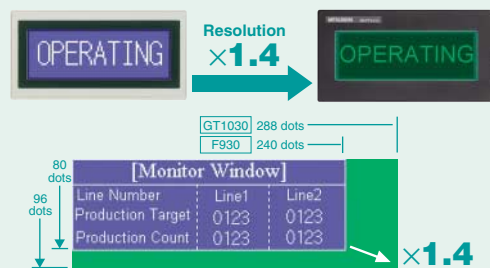 OPERATING
Resolution
×1.4
MITSUBISHI
OPERATING
GT1030 288 dots
F930 240 dots
80
dots
96
dots
[Monitor Window]
Line Number Line1 Line2
Production Target 0123 0123
Production Count 0123 0123
×1.4